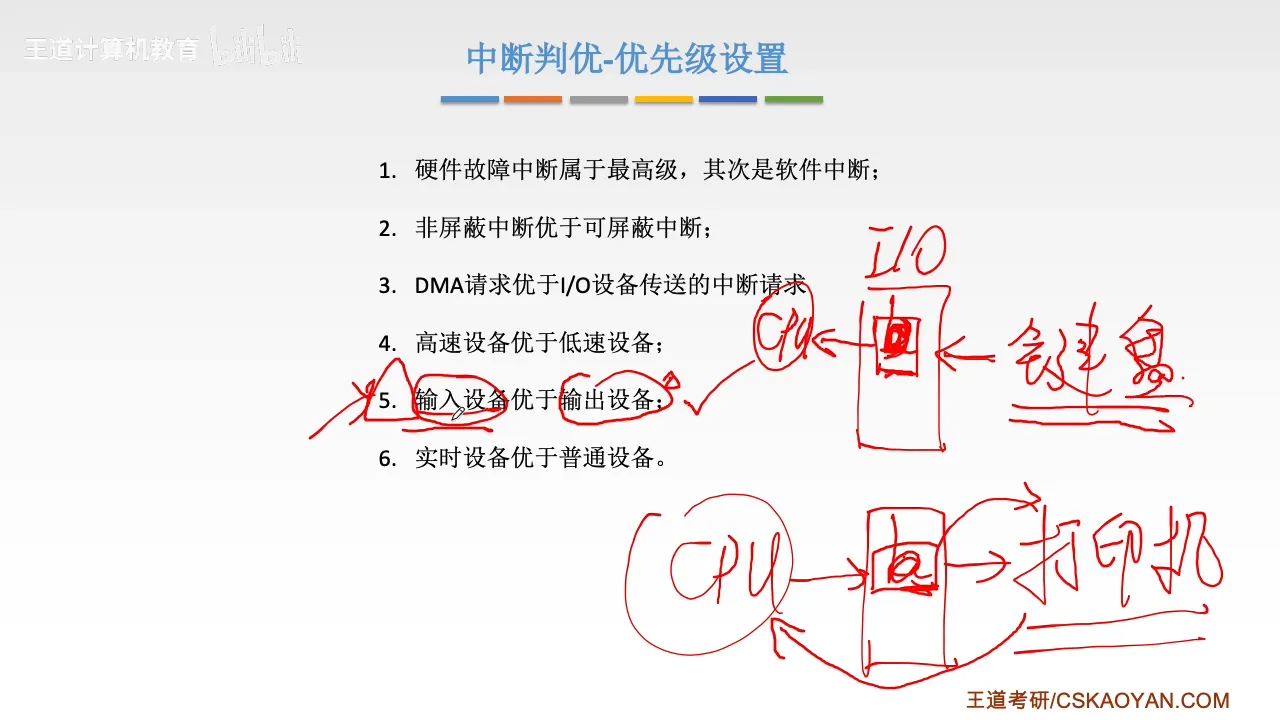 王道计算机教育 bilibili
中断判优-优先级设置
1. 硬件故障中断属于最高级，其次是软件中断；
2. 非屏蔽中断优于可屏蔽中断；
3. DMA请求优于I/O设备传送的中断请求
4. 高速设备优于低速设备；
5. 输入设备优于输出设备；
6. 实时设备优于普通设备。
I/O
CPU
键盘
CPU
打印机
王道考研/CSKAOYAN.COM